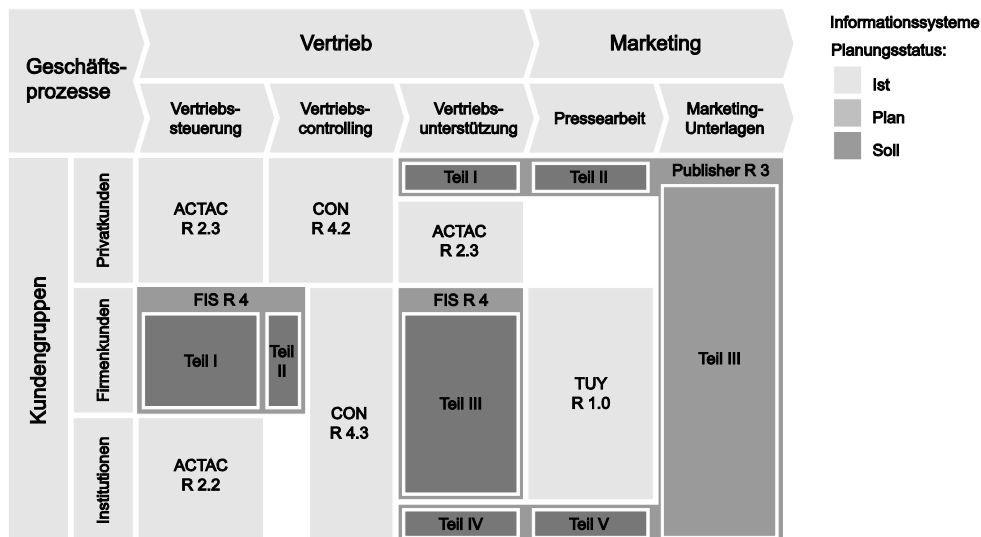 Geschäfts-
prozesse
Vertrieb
Marketing
Vertriebs-
steuerung
Vertriebs-
controlling
Vertriebs-
unterstützung
Pressearbeit
Marketing-
Unterlagen
Informationssysteme
Planungsstatus:
Ist
Plan
Soll
Kundengruppen
Privatkunden
ACTAC
R 2.3
CON
R 4.2
Teil I
Teil II
Publisher R 3
ACTAC
R 2.3
Firmenkunden
FIS R 4
Teil I
Teil
II
CON
R 4.3
FIS R 4
Teil III
TUY
R 1.0
Teil III
Institutionen
ACTAC
R 2.2
Teil IV
Teil V